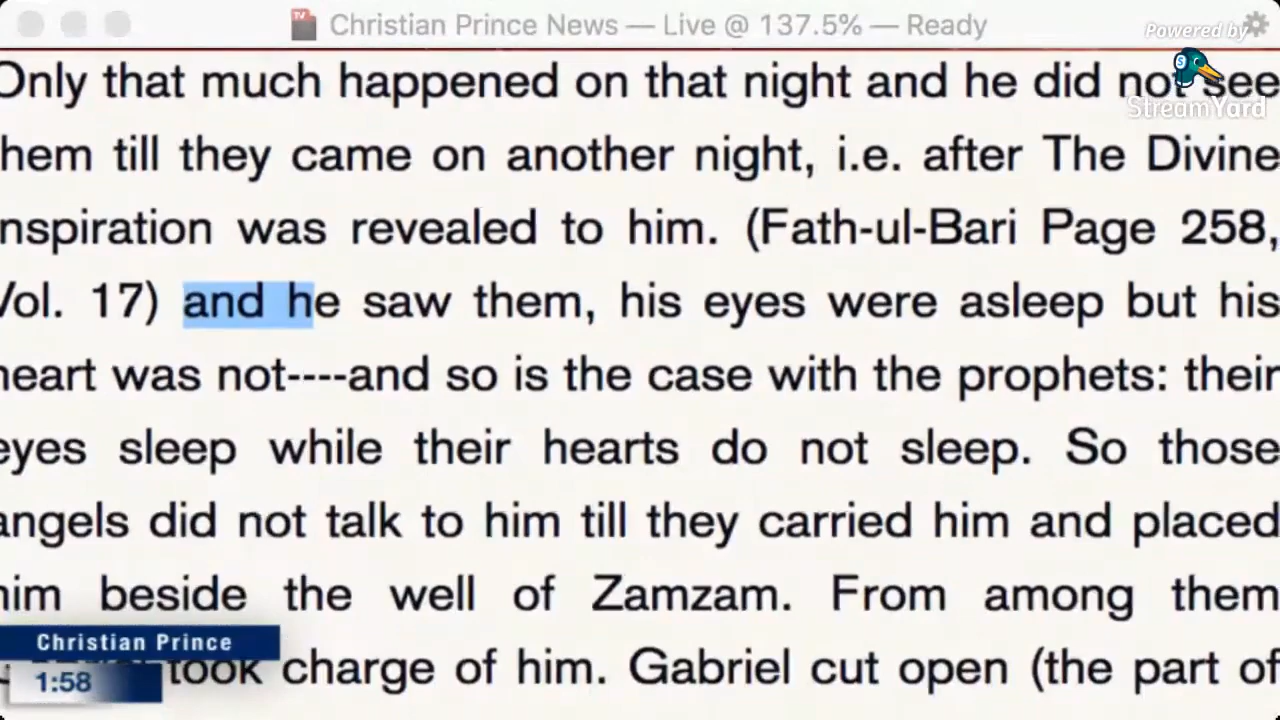 Christian Prince News — Live @ 137.5% — Ready
Powered by
StreamYard
Only that much happened on that night and he did not see
them till they came on another night, i.e. after The Divine
Inspiration was revealed to him. (Fath-ul-Bari Page 258,
Vol. 17) and he saw them, his eyes were asleep but his
heart was not----and so is the case with the prophets: their
eyes sleep while their hearts do not sleep. So those
angels did not talk to him till they carried him and placed
him beside the well of Zamzam. From among them
took charge of him. Gabriel cut open (the part of
Christian Prince
1:58